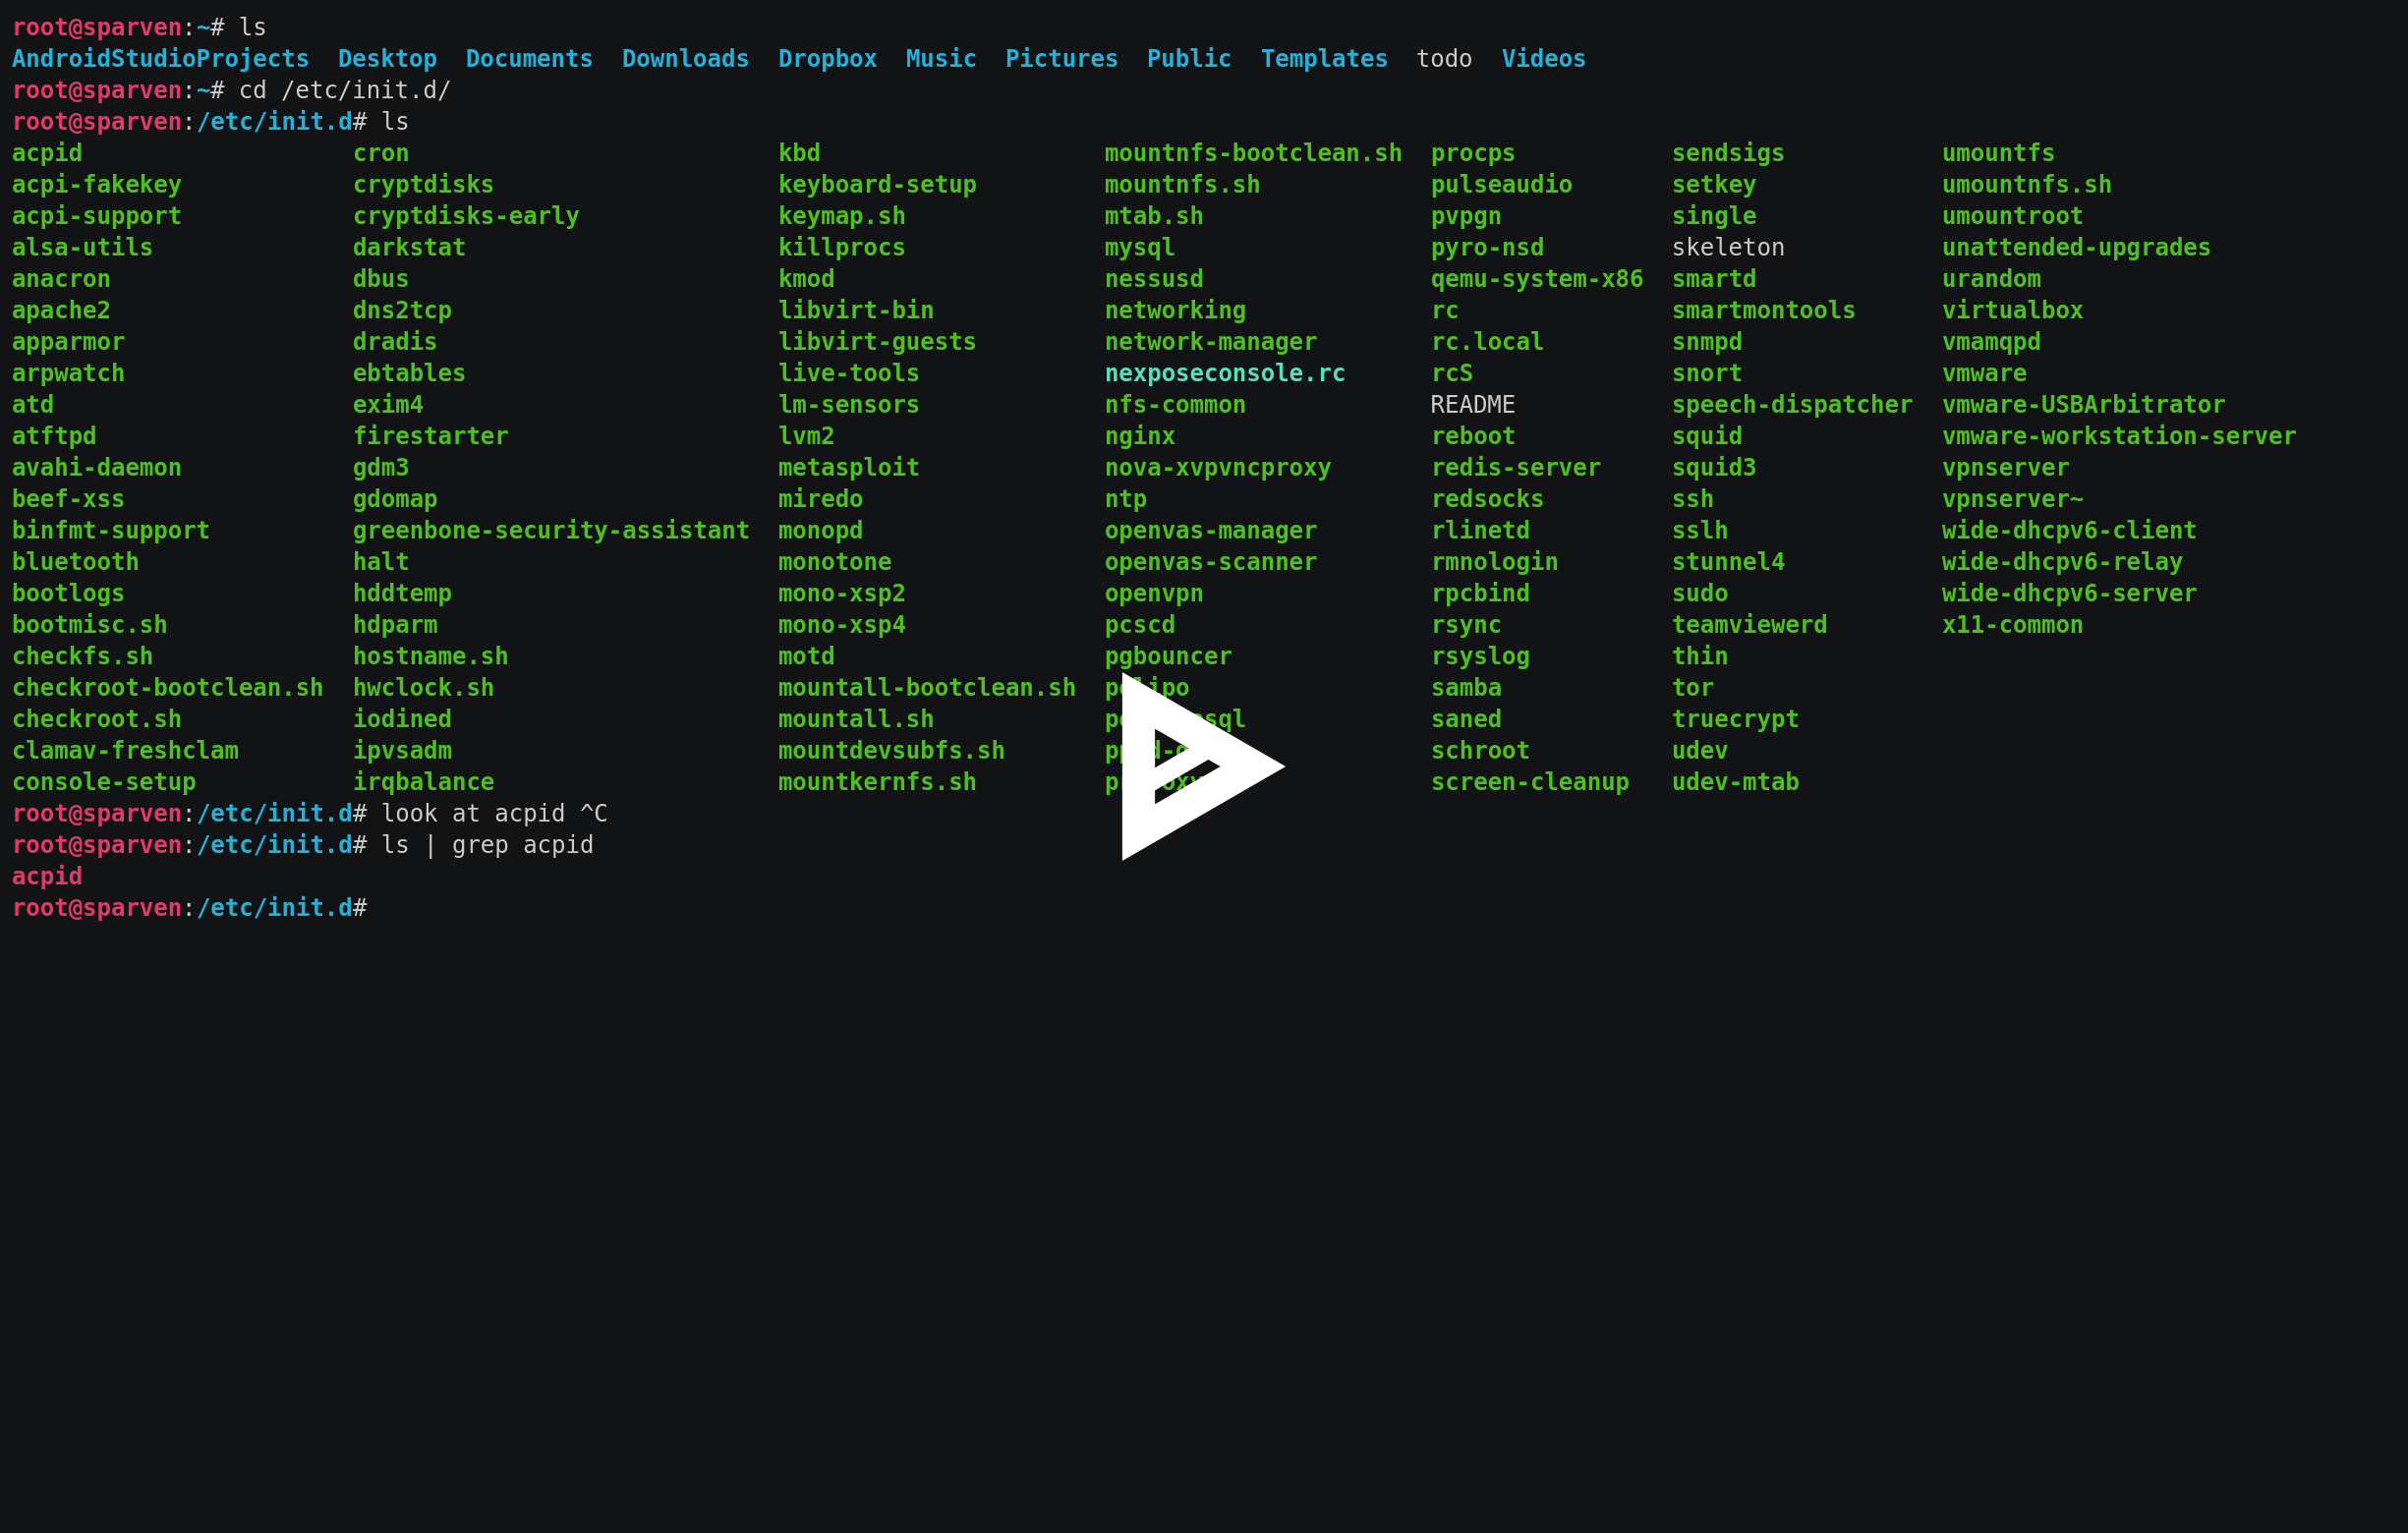 root@sparven:~# ls
AndroidStudioProjects  Desktop  Documents  Downloads  Dropbox  Music  Pictures  Public  Templates  todo  Videos
root@sparven:~# cd /etc/init.d/
root@sparven:/etc/init.d# ls
acpid  cron  kbd  mountnfs-bootclean.sh  procps  sendsigs  umountfs
acpi-fakekey  cryptdisks  keyboard-setup  mountnfs.sh  pulseaudio  setkey  umountnfs.sh
acpi-support  cryptdisks-early  keymap.sh  mtab.sh  pvpgn  single  umountroot
alsa-utils  darkstat  killprocs  mysql  pyro-nsd  skeleton  unattended-upgrades
anacron  dbus  kmod  nessusd  qemu-system-x86  smartd  urandom
apache2  dns2tcp  libvirt-bin  networking  rc  smartmontools  virtualbox
apparmor  dradis  libvirt-guests  network-manager  rc.local  snmpd  vmamqpd
arpwatch  ebtables  live-tools  nexposeconsole.rc  rcS  snort  vmware
atd  exim4  lm-sensors  nfs-common  README  speech-dispatcher  vmware-USBArbitrator
atftpd  firestarter  lvm2  nginx  reboot  squid  vmware-workstation-server
avahi-daemon  gdm3  metasploit  nova-xvpvncproxy  redis-server  squid3  vpnserver
beef-xss  gdomap  miredo  ntp  redsocks  ssh  vpnserver~
binfmt-support  greenbone-security-assistant  monopd  openvas-manager  rlinetd  sslh  wide-dhcpv6-client
bluetooth  halt  monotone  openvas-scanner  rmnologin  stunnel4  wide-dhcpv6-relay
bootlogs  hddtemp  mono-xsp2  openvpn  rpcbind  sudo  wide-dhcpv6-server
bootmisc.sh  hdparm  mono-xsp4  pcscd  rsync  teamviewerd  x11-common
checkfs.sh  hostname.sh  motd  pgbouncer  rsyslog  thin
checkroot-bootclean.sh  hwclock.sh  mountall-bootclean.sh  polipo  samba  tor
checkroot.sh  iodined  mountall.sh  saned  truecrypt
clamav-freshclam  ipvsadm  mountdevsubfs.sh  schroot  udev
console-setup  irqbalance  mountkernfs.sh  screen-cleanup  udev-mtab
root@sparven:/etc/init.d# look at acpid ^C
root@sparven:/etc/init.d# ls | grep acpid
acpid
root@sparven:/etc/init.d#